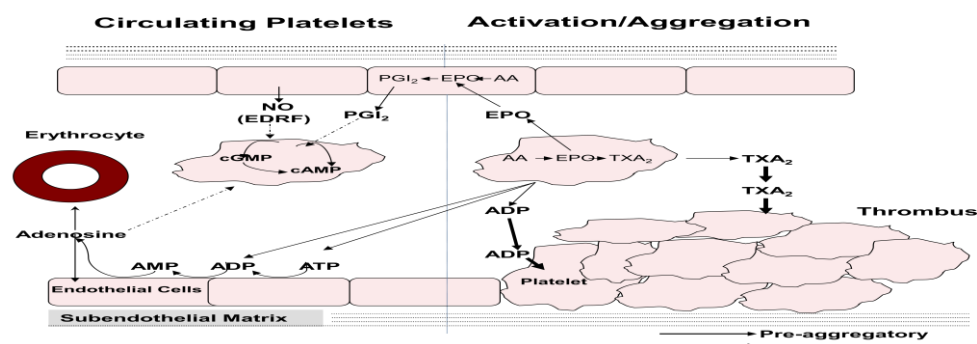 Circulating Platelets
Activation/Aggregation
PGI₂ EPO AA
NO
(EDRF)
PGI₂
EPO
Erythrocyte
cGMP
cAMP
AA EPO TXA₂
TXA₂
TXA₂
ADP
Thrombus
Adenosine
AMP
ADP
ATP
ADP
Platelet
Endothelial Cells
Subendothelial Matrix
Pre-aggregatory